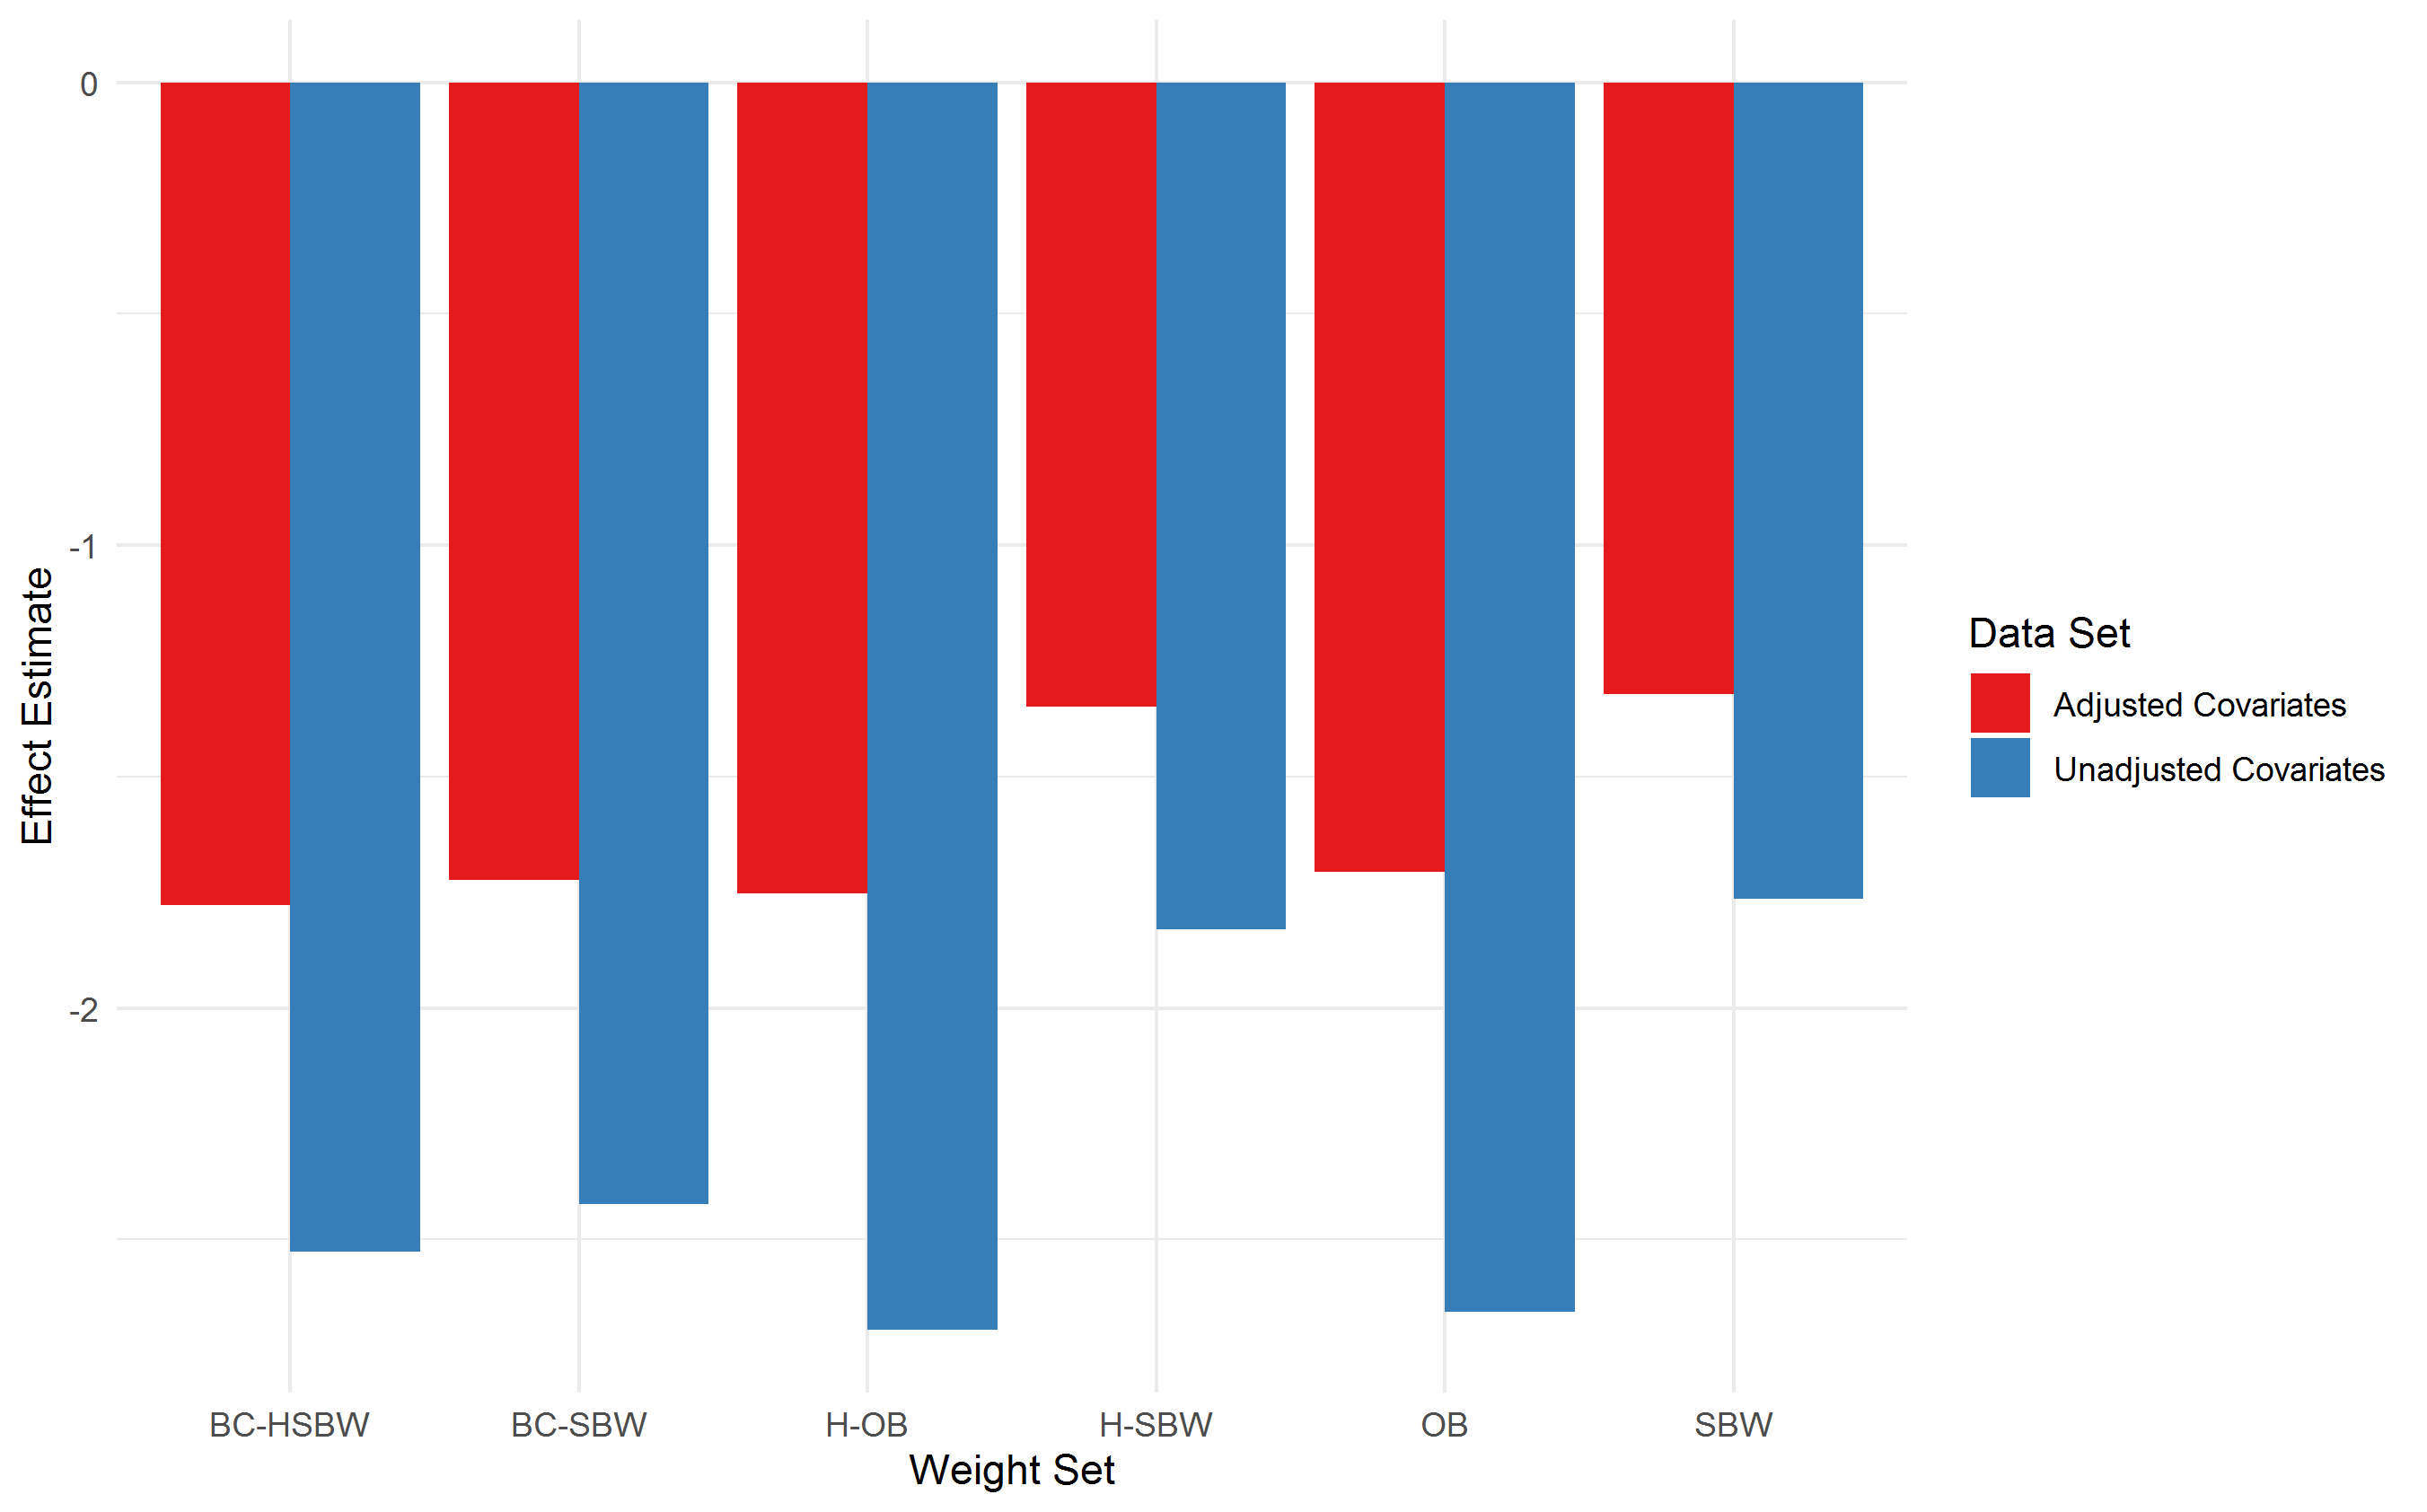 0
-1
-2
Effect Estimate
BC-HSBW
BC-SBW
H-OB
H-SBW
OB
SBW
Weight Set
Data Set
Adjusted Covariates
Unadjusted Covariates